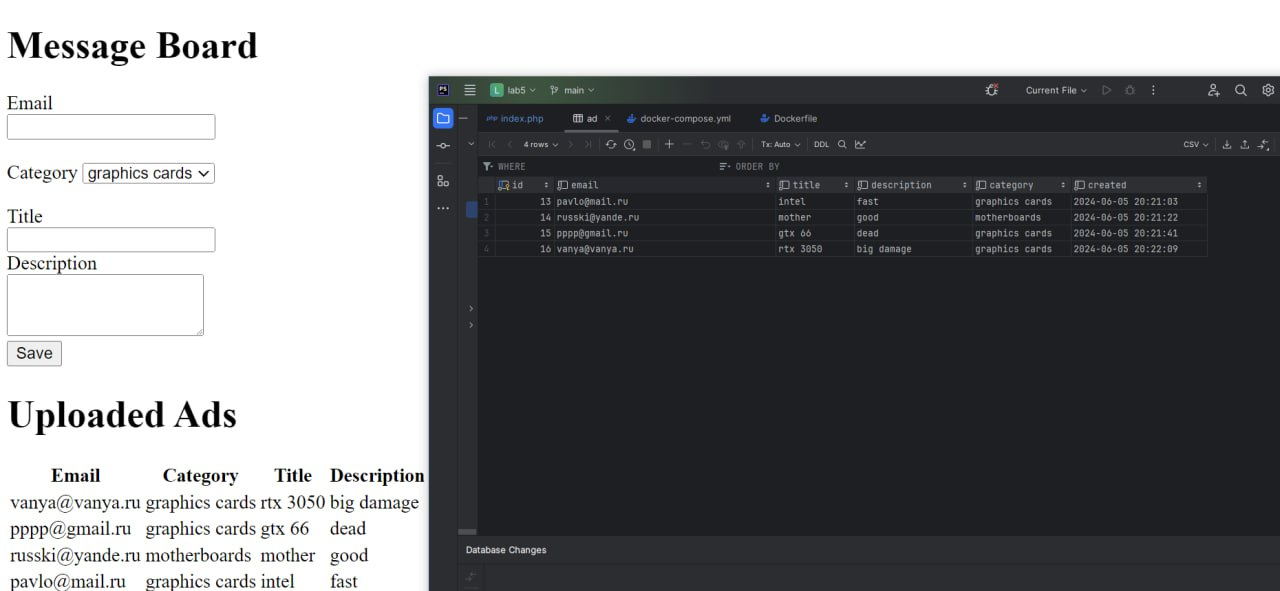 Message Board
Email
Category graphics cards
Title
Description
Save
Uploaded Ads
Email Category Title Description
vanya@vanya.ru graphics cards rtx 3050 big damage
pppp@gmail.ru graphics cards gtx 66 dead
russki@yande.ru motherboards mother good
pavlo@mail.ru graphics cards intel fast
PS L lab5 main Current File
php index.php ad docker-compose.yml Dockerfile
4 rows Tx: Auto DDL CSV
WHERE ORDER BY
id email title description category created
1 13 pavlo@mail.ru intel fast graphics cards 2024-06-05 20:21:03
2 14 russki@yande.ru mother good motherboards 2024-06-05 20:21:22
3 15 pppp@gmail.ru gtx 66 dead graphics cards 2024-06-05 20:21:41
4 16 vanya@vanya.ru rtx 3050 big damage graphics cards 2024-06-05 20:22:09
Database Changes